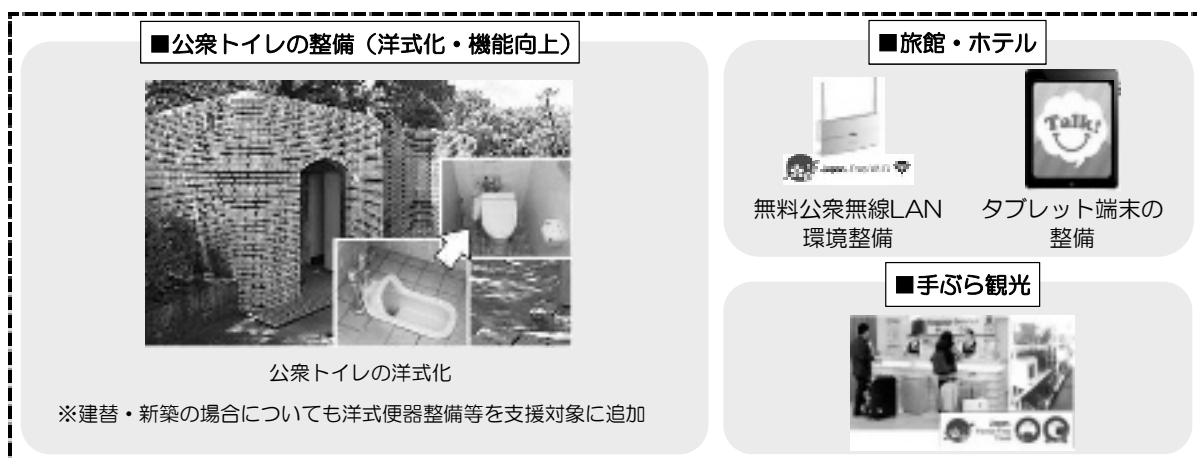 ■公衆トイレの整備（洋式化・機能向上）
公衆トイレの洋式化
※建替・新築の場合についても洋式便器整備等を支援対象に追加
■旅館・ホテル
Talk!
無料公衆無線LAN
環境整備
タブレット端末の
整備
■手ぶら観光